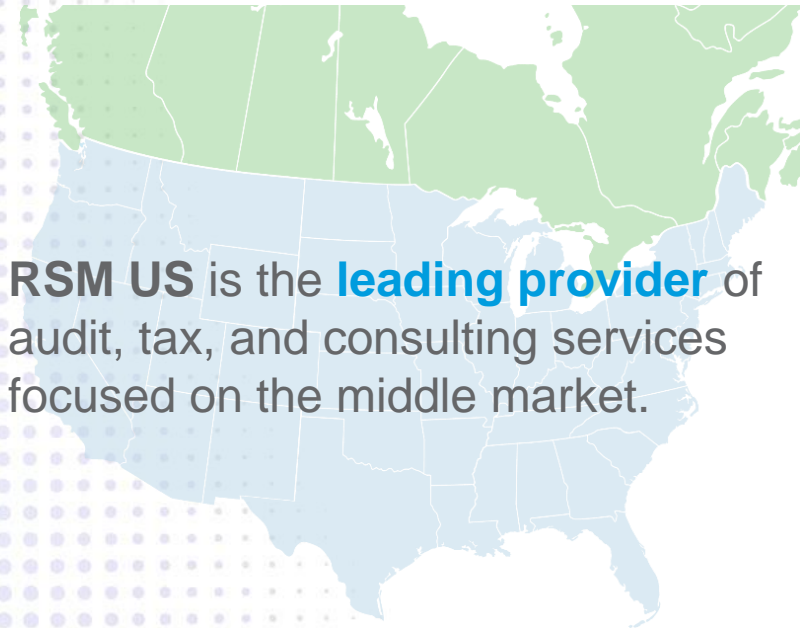 RSM US is the leading provider of
audit, tax, and consulting services
focused on the middle market.